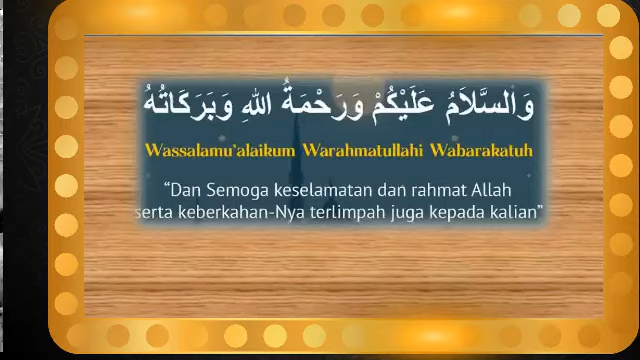 وَالسَّلاَمُ عَلَيْكُمْ وَرَحْمَةُ اللهِ وَبَرَكَاتُهُ
Wassalamu'alaikum Warahmatullahi Wabarakatuh
“Dan Semoga keselamatan dan rahmat Allah
serta keberkahan-Nya terlimpah juga kepada kalian”